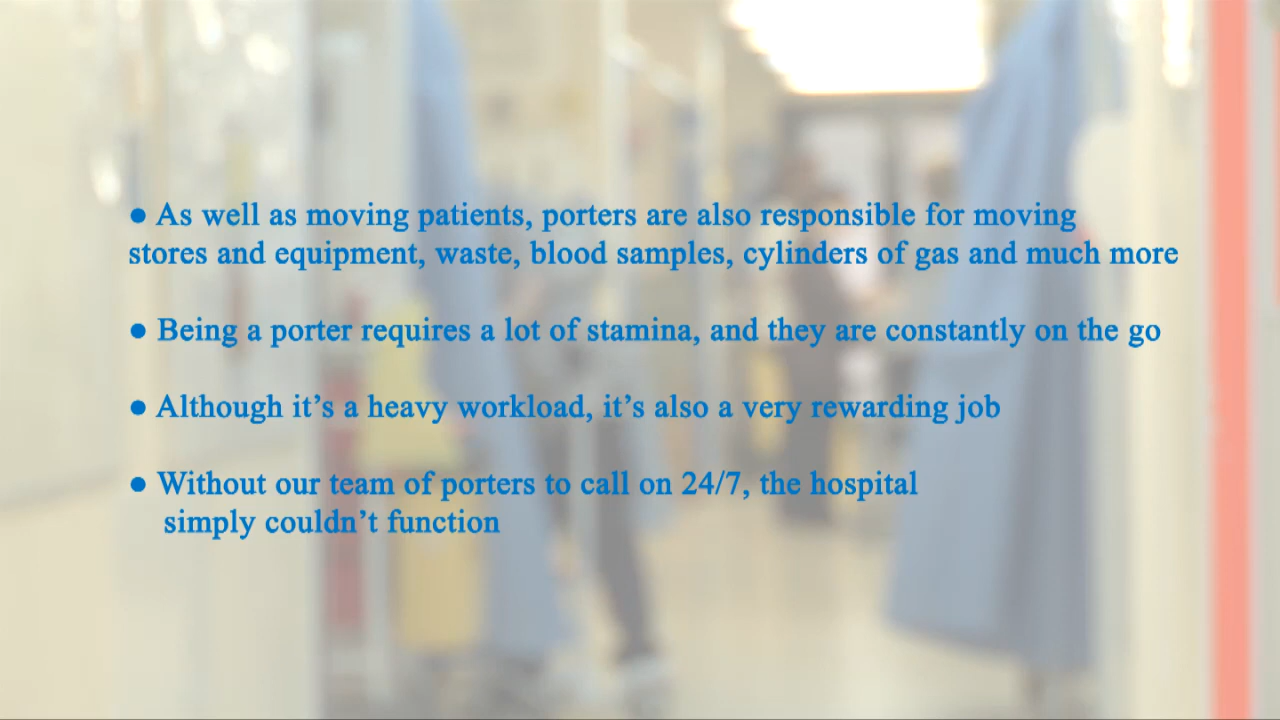 ● As well as moving patients, porters are also responsible for moving
stores and equipment, waste, blood samples, cylinders of gas and much more
● Being a porter requires a lot of stamina, and they are constantly on the go
● Although it’s a heavy workload, it’s also a very rewarding job
● Without our team of porters to call on 24/7, the hospital
simply couldn’t function